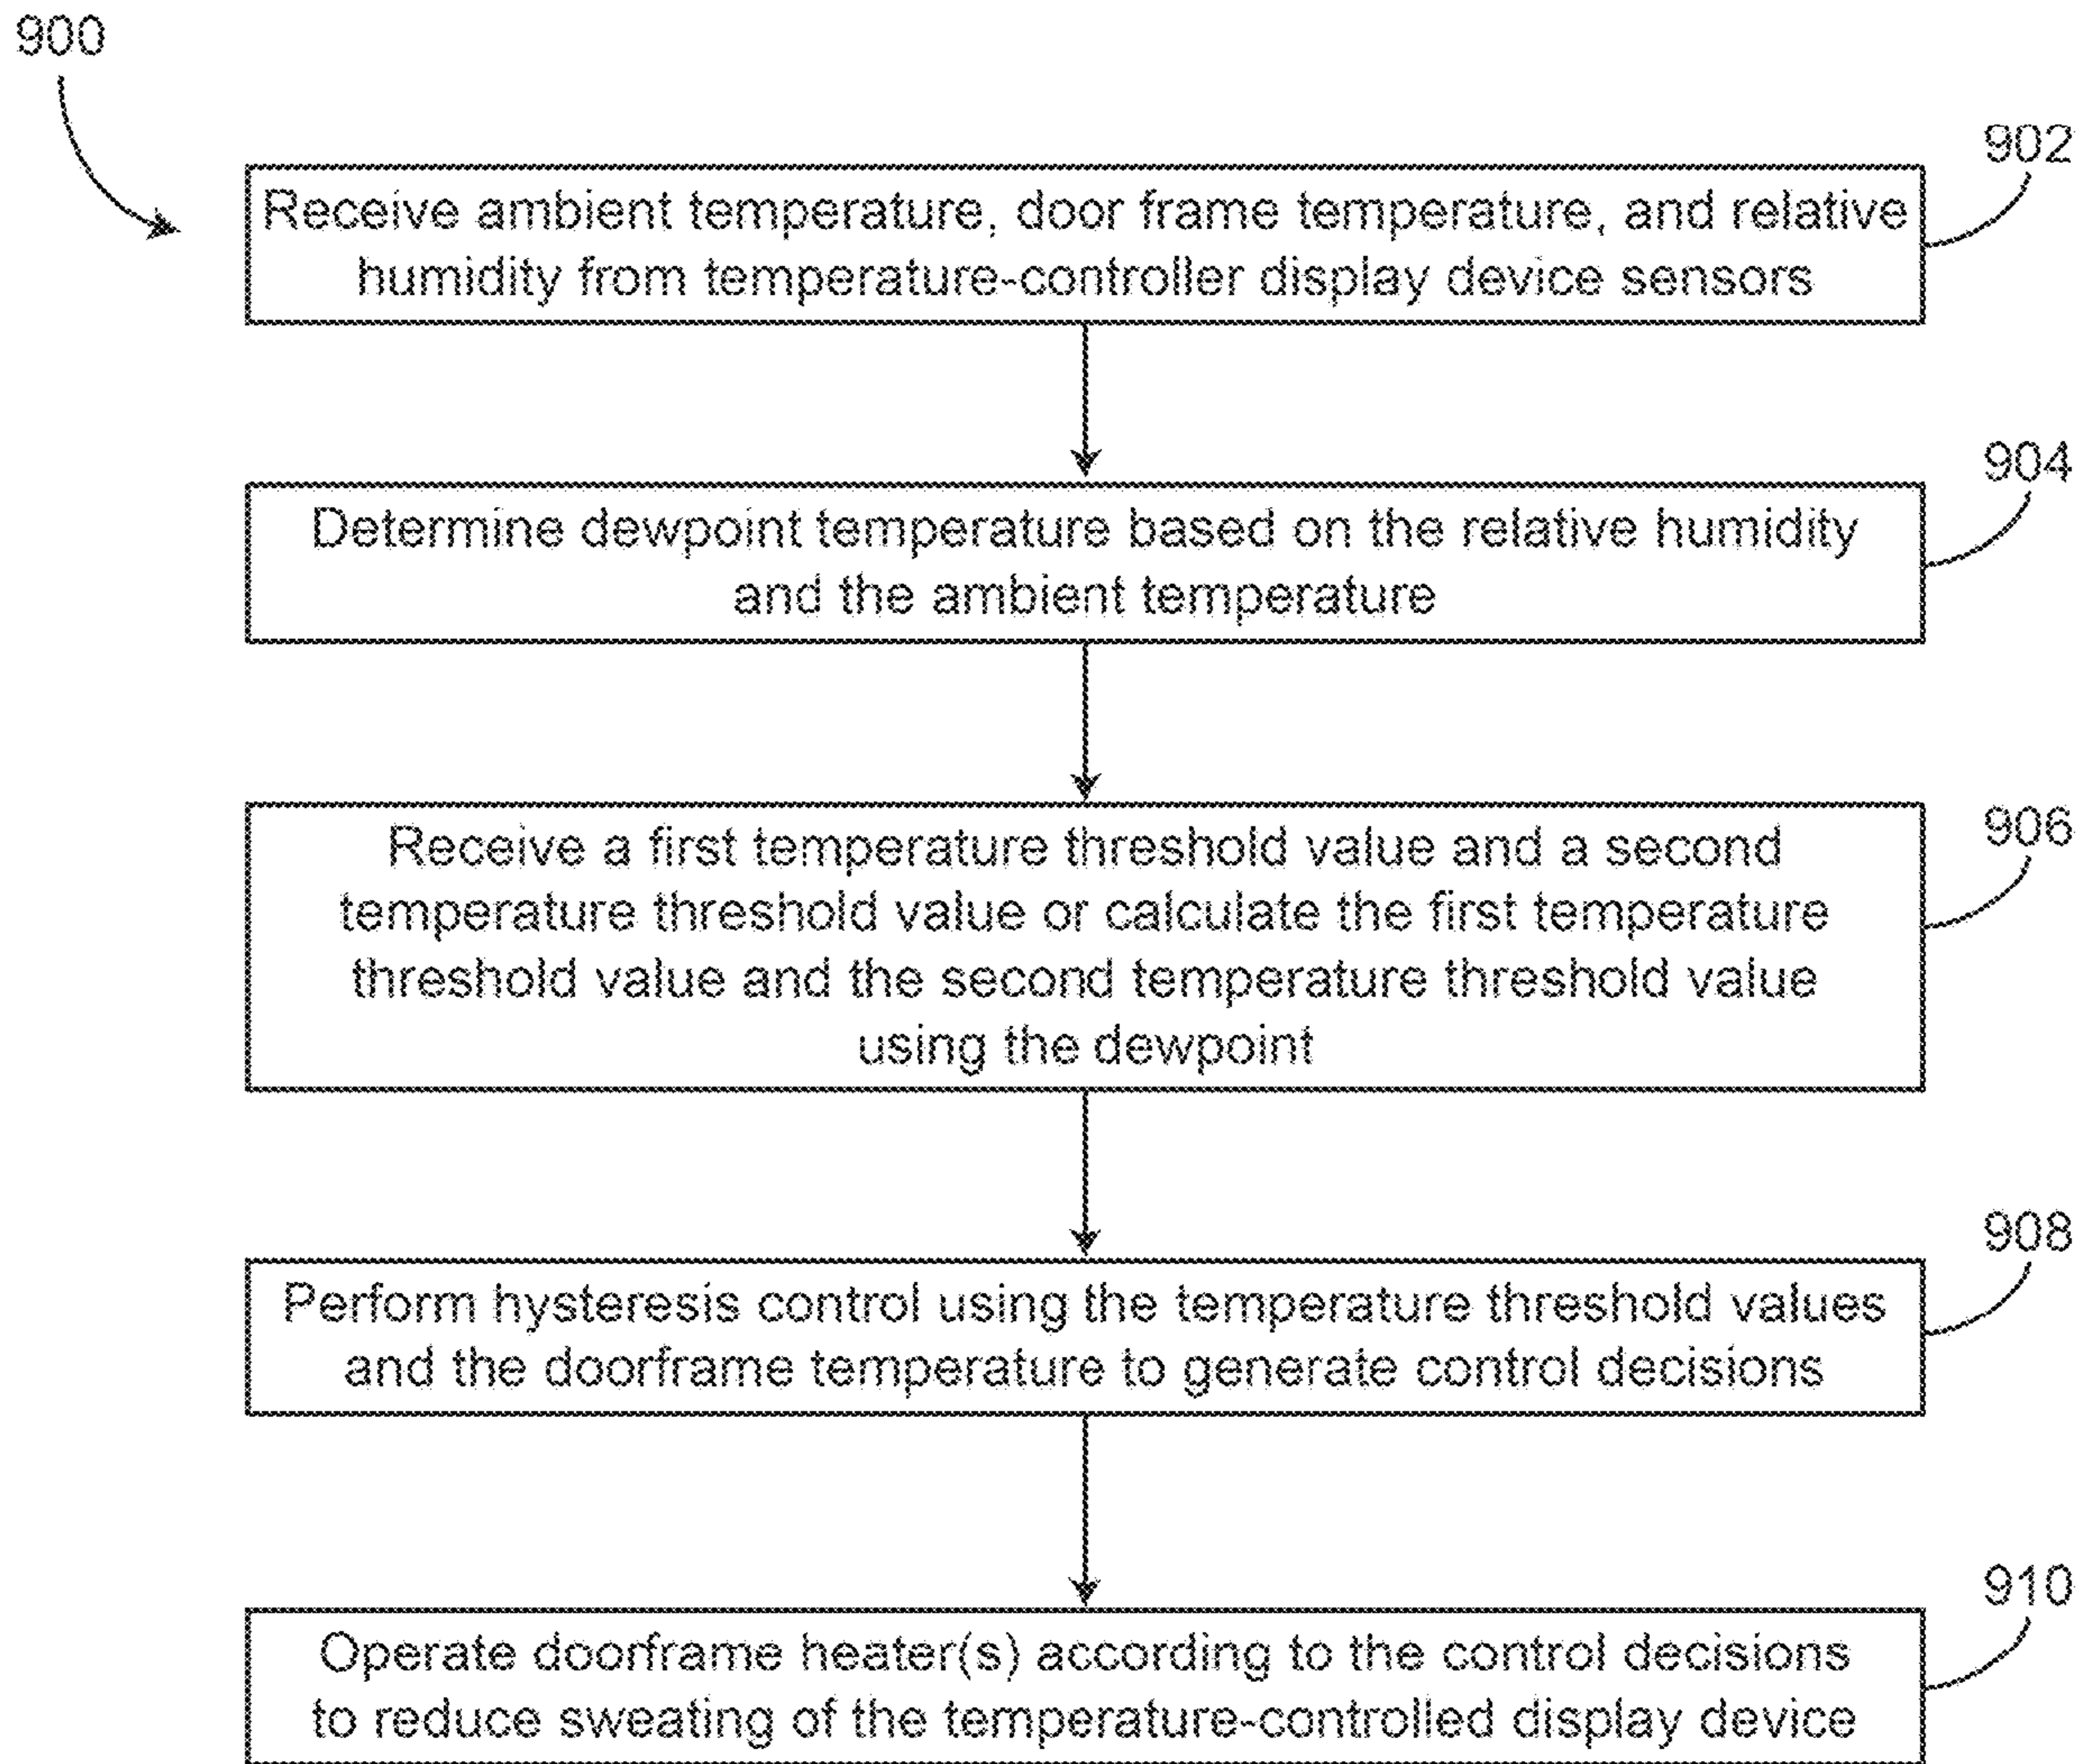 900
902
Receive ambient temperature, door frame temperature, and relative
humidity from temperature-controller display device sensors
904
Determine dewpoint temperature based on the relative humidity
and the ambient temperature
906
Receive a first temperature threshold value and a second
temperature threshold value or calculate the first temperature
threshold value and the second temperature threshold value
using the dewpoint
908
Perform hysteresis control using the temperature threshold values
and the doorframe temperature to generate control decisions
910
Operate doorframe heater(s) according to the control decisions
to reduce sweating of the temperature-controlled display device